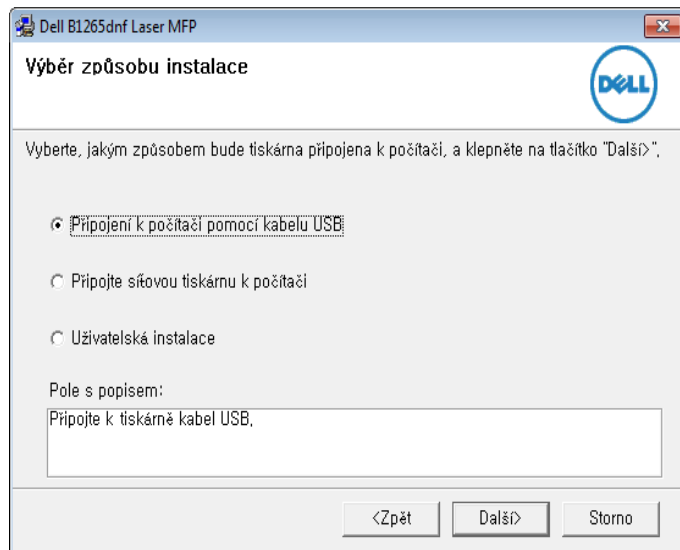 Dell B1265dnf Laser MFP
Výběr způsobu instalace
DELL
Vyberte, jakým způsobem bude tiskárna připojena k počítači, a klepněte na tlačítko "Další>",
Připojení k počítači pomocí kabelu USB
Připojte síťovou tiskárnu k počítači
Uživatelská instalace
Pole s popisem:
Připojte k tiskárně kabel USB,
<Zpět Další> Storno